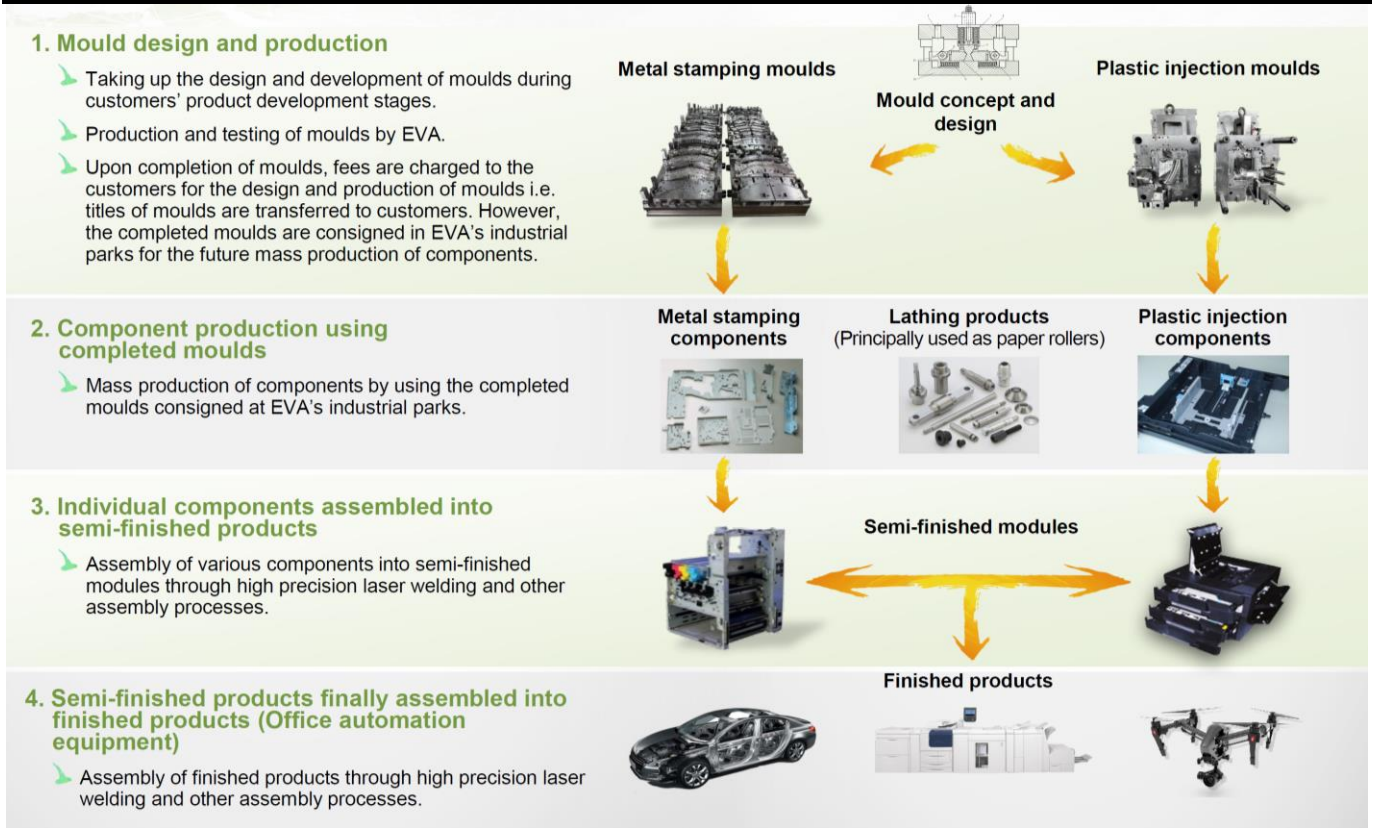 1. Mould design and production
Taking up the design and development of moulds during
customers' product development stages.
Production and testing of moulds by EVA.
Upon completion of moulds, fees are charged to the
customers for the design and production of moulds i.e.
titles of moulds are transferred to customers. However,
the completed moulds are consigned in EVA's industrial
parks for the future mass production of components.
Metal stamping moulds
Mould concept and
design
Plastic injection moulds
2. Component production using
completed moulds
Mass production of components by using the completed
moulds consigned at EVA's industrial parks.
Metal stamping
components
Lathing products
(Principally used as paper rollers)
Plastic injection
components
3. Individual components assembled into
semi-finished products
Assembly of various components into semi-finished
modules through high precision laser welding and other
assembly processes.
Semi-finished modules
4. Semi-finished products finally assembled into
finished products (Office automation
equipment)
Assembly of finished products through high precision laser
welding and other assembly processes.
Finished products